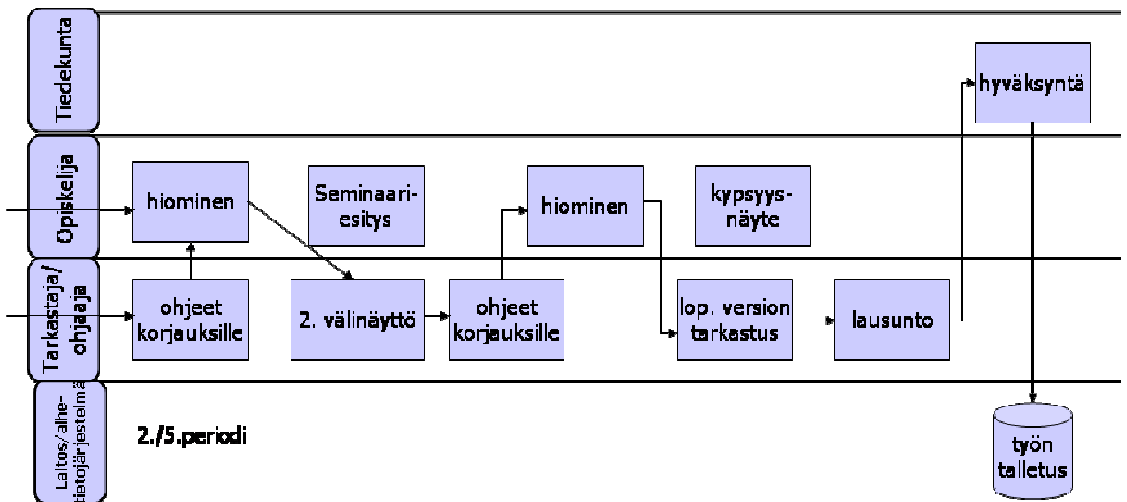 Tiedekunta
hyväksyntä
Opiskelija
hiominen
Seminaari-
esitys
hiominen
kypsyys-
näyte
Tarkastaja/
ohjaaja
ohjeet
korjauksille
2. välinäyttö
ohjeet
korjauksille
lop. version
tarkastus
lausunto
Laitos/aihe-
tietojärjestelmä
2./5.periodi
työn
talletus